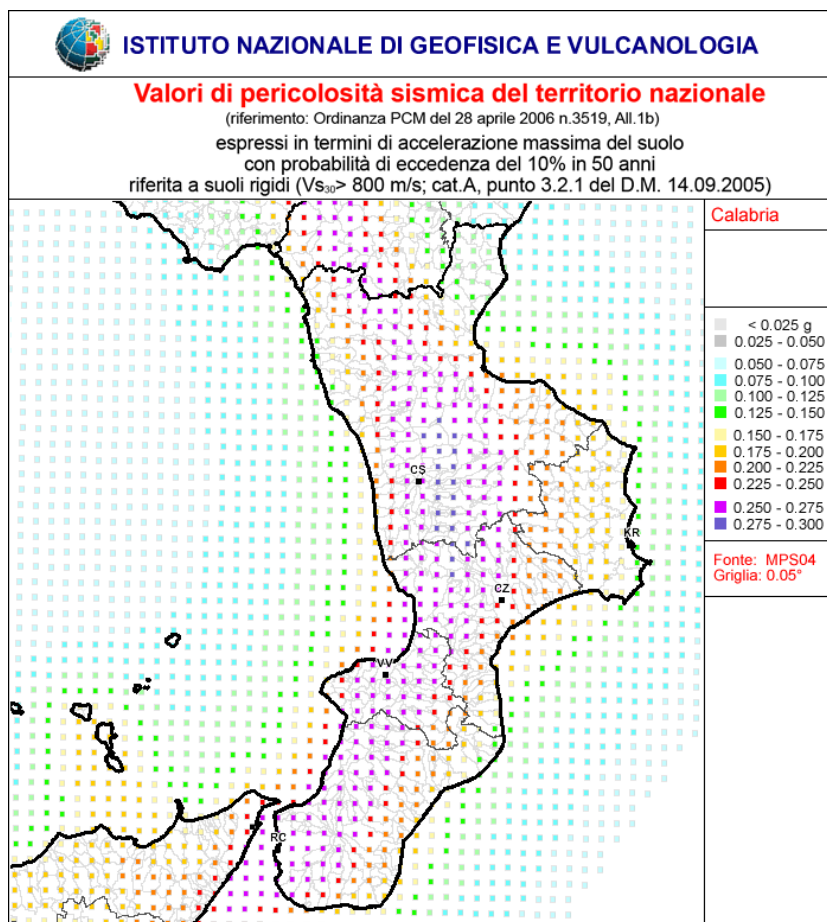 ISTITUTO NAZIONALE DI GEOFISICA E VULCANOLOGIA
Valori di pericolosità sismica del territorio nazionale
(riferimento: Ordinanza PCM del 28 aprile 2006 n.3519, All.1b)
espressi in termini di accelerazione massima del suolo
con probabilità di eccedenza del 10% in 50 anni
riferita a suoli rigidi (Vs30> 800 m/s; cat.A, punto 3.2.1 del D.M. 14.09.2005)
Calabria
< 0.025 g
0.025 - 0.050
0.050 - 0.075
0.075 - 0.100
0.100 - 0.125
0.125 - 0.150
0.150 - 0.175
0.175 - 0.200
0.200 - 0.225
0.225 - 0.250
0.250 - 0.275
0.275 - 0.300
Fonte: MPS04
Griglia: 0.05°
CS
KR
CZ
VV
RC